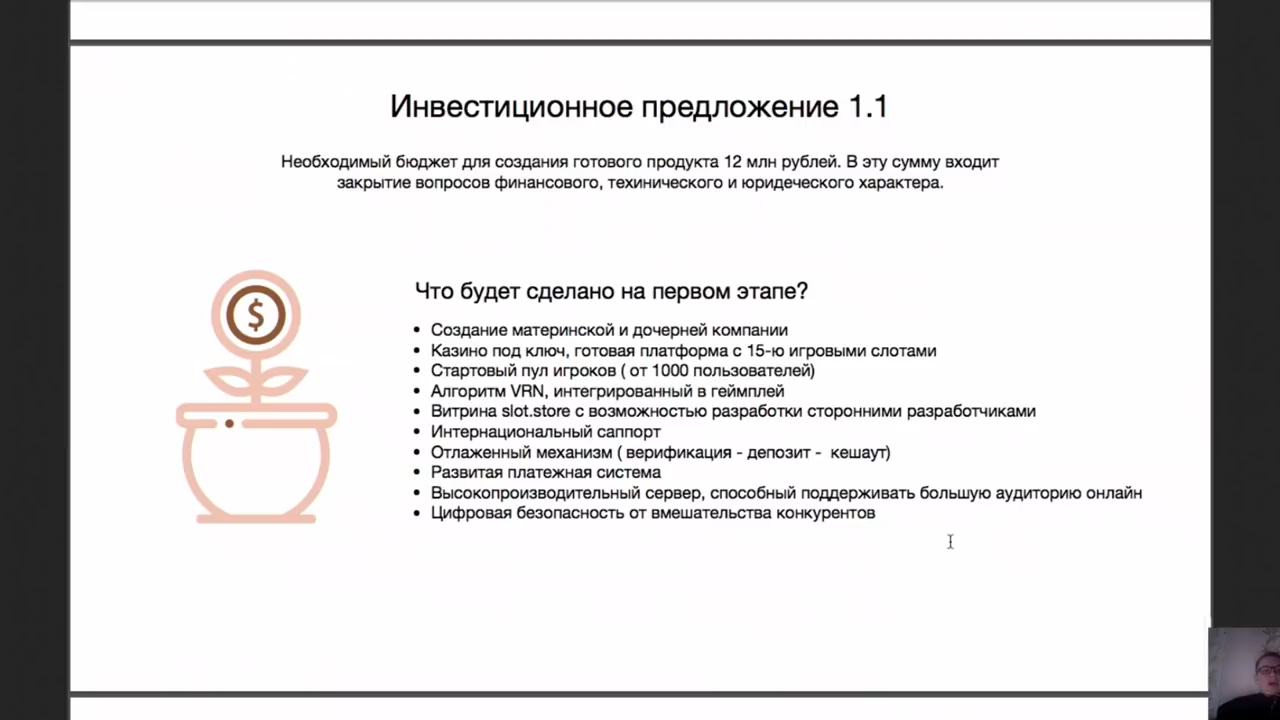 Инвестиционное предложение 1.1
Необходимый бюджет для создания готового продукта 12 млн рублей. В эту сумму входит
закрытие вопросов финансового, техинического и юридеческого характера.
$
Что будет сделано на первом этапе?
• Создание материнской и дочерней компании
• Казино под ключ, готовая платформа с 15-ю игровыми слотами
• Стартовый пул игроков ( от 1000 пользователей)
• Алгоритм VRN, интегрированный в геймплей
• Витрина slot.store с возможностью разработки сторонними разработчиками
• Интернациональный саппорт
• Отлаженный механизм ( верификация - депозит -  кешаут)
• Развитая платежная система
• Высокопроизводительный сервер, способный поддерживать большую аудиторию онлайн
• Цифровая безопасность от вмешательства конкурентов